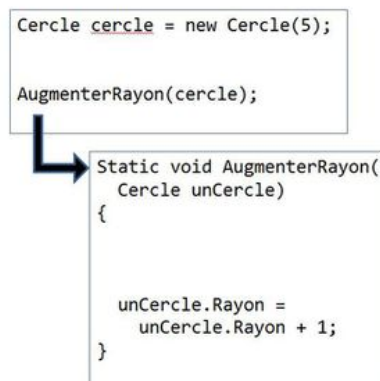 Cercle cercle = new Cercle(5);
AugmenterRayon(cercle);
Static void AugmenterRayon(
Cercle unCercle)
{
unCercle.Rayon =
unCercle.Rayon + 1;
}